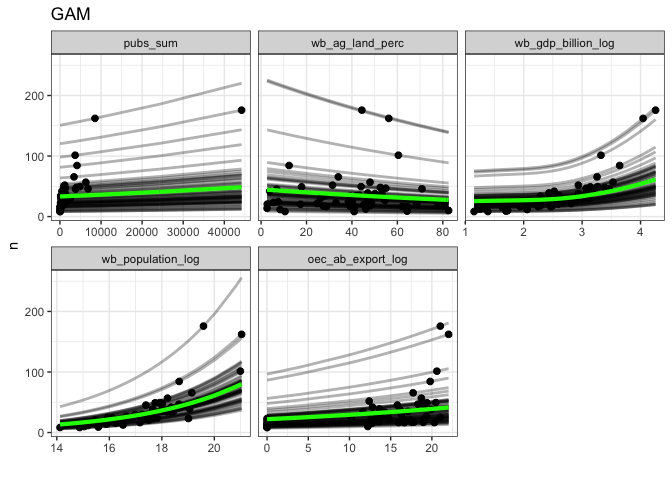 GAM
pubs_sum wb_ag_land_perc wb_gdp_billion_log
200
100
0
0 10000 20000 30000 40000 0 20 40 60 80 1 2 3 4
n
wb_population_log oec_ab_export_log
200
100
0
14 16 18 20 0 5 10 15 20